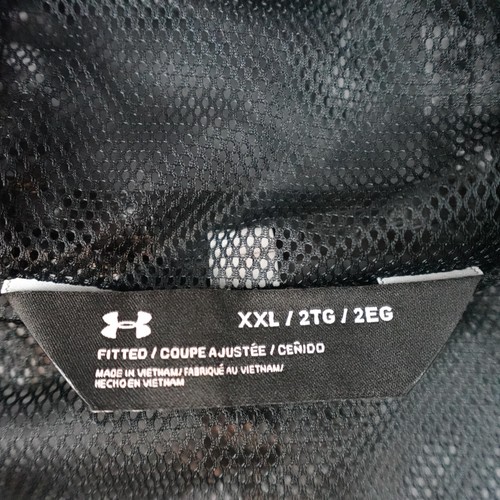 XXL / 2TG / 2EG
FITTED / COUPE AJUSTÉE / CEÑIDO
MADE IN VIETNAM/ FABRIQUÉ AU VIETNAM/
HECHO EN VIETNAM